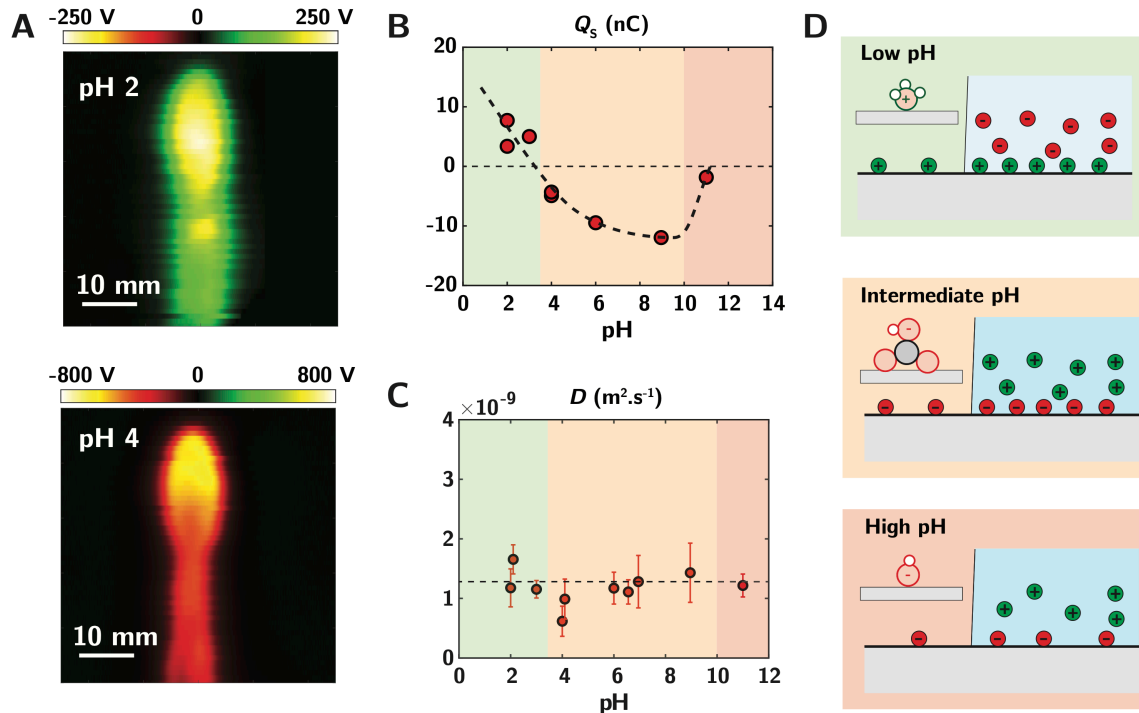 A
-250 V 0 250 V
pH 2
10 mm
-800 V 0 800 V
pH 4
10 mm
B
Qs (nC)
20
10
0
-10
-20
0 2 4 6 8 10 12 14
pH
C
×10⁻⁹
D (m².s⁻¹)
4
3
2
1
0
0 2 4 6 8 10 12
pH
D
Low pH
+
- - - -
- - -
+ + + + + + +
Intermediate pH
-
+ + + +
+ + +
- - - - - - -
High pH
-
+ + + + +
- - - -